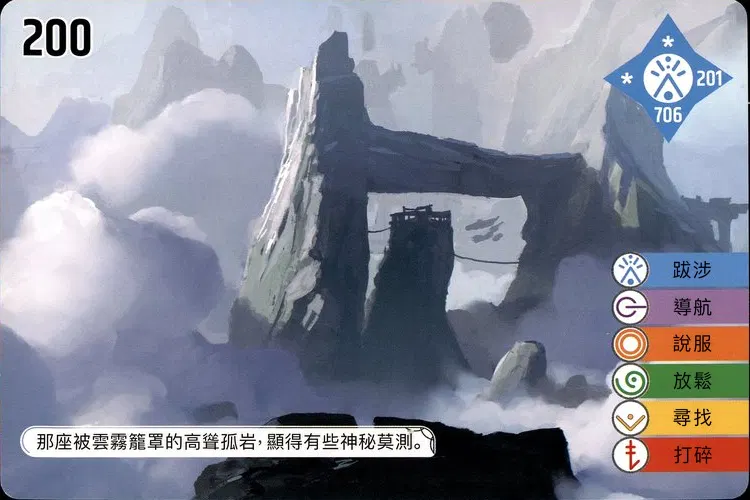 200
*
* 201
706
跋涉
導航
說服
放鬆
尋找
打碎
那座被雲霧籠罩的高聳孤岩，顯得有些神秘莫測。